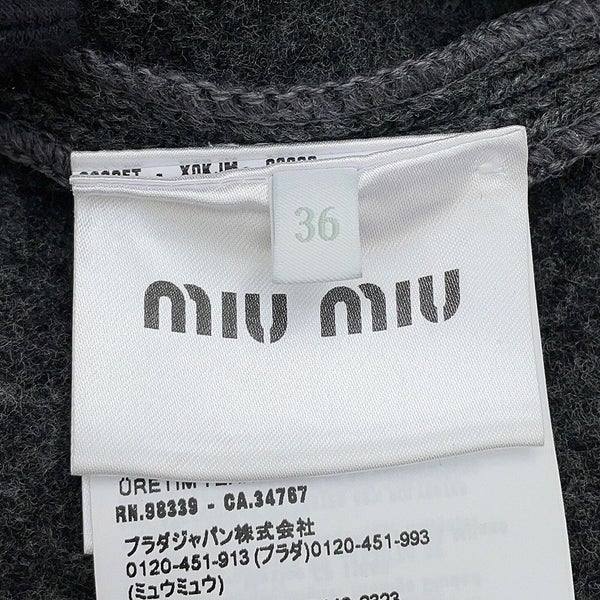 36
miu miu
RN.98339 - CA.34767
プラダジャパン株式会社
0120-451-913 (プラダ)0120-451-993
(ミュウミュウ)